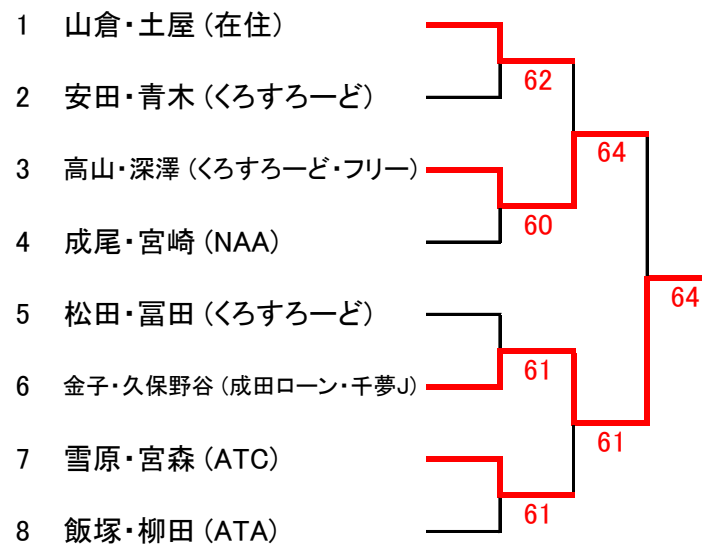 1 山倉・土屋 (在住)
62
2 安田・青木 (くろすろーど)
64
3 高山・深澤 (くろすろーど・フリー)
60
4 成尾・宮崎 (NAA)
64
5 松田・冨田 (くろすろーど)
61
6 金子・久保野谷 (成田ローン・千夢J)
61
7 雪原・宮森 (ATC)
61
8 飯塚・柳田 (ATA)